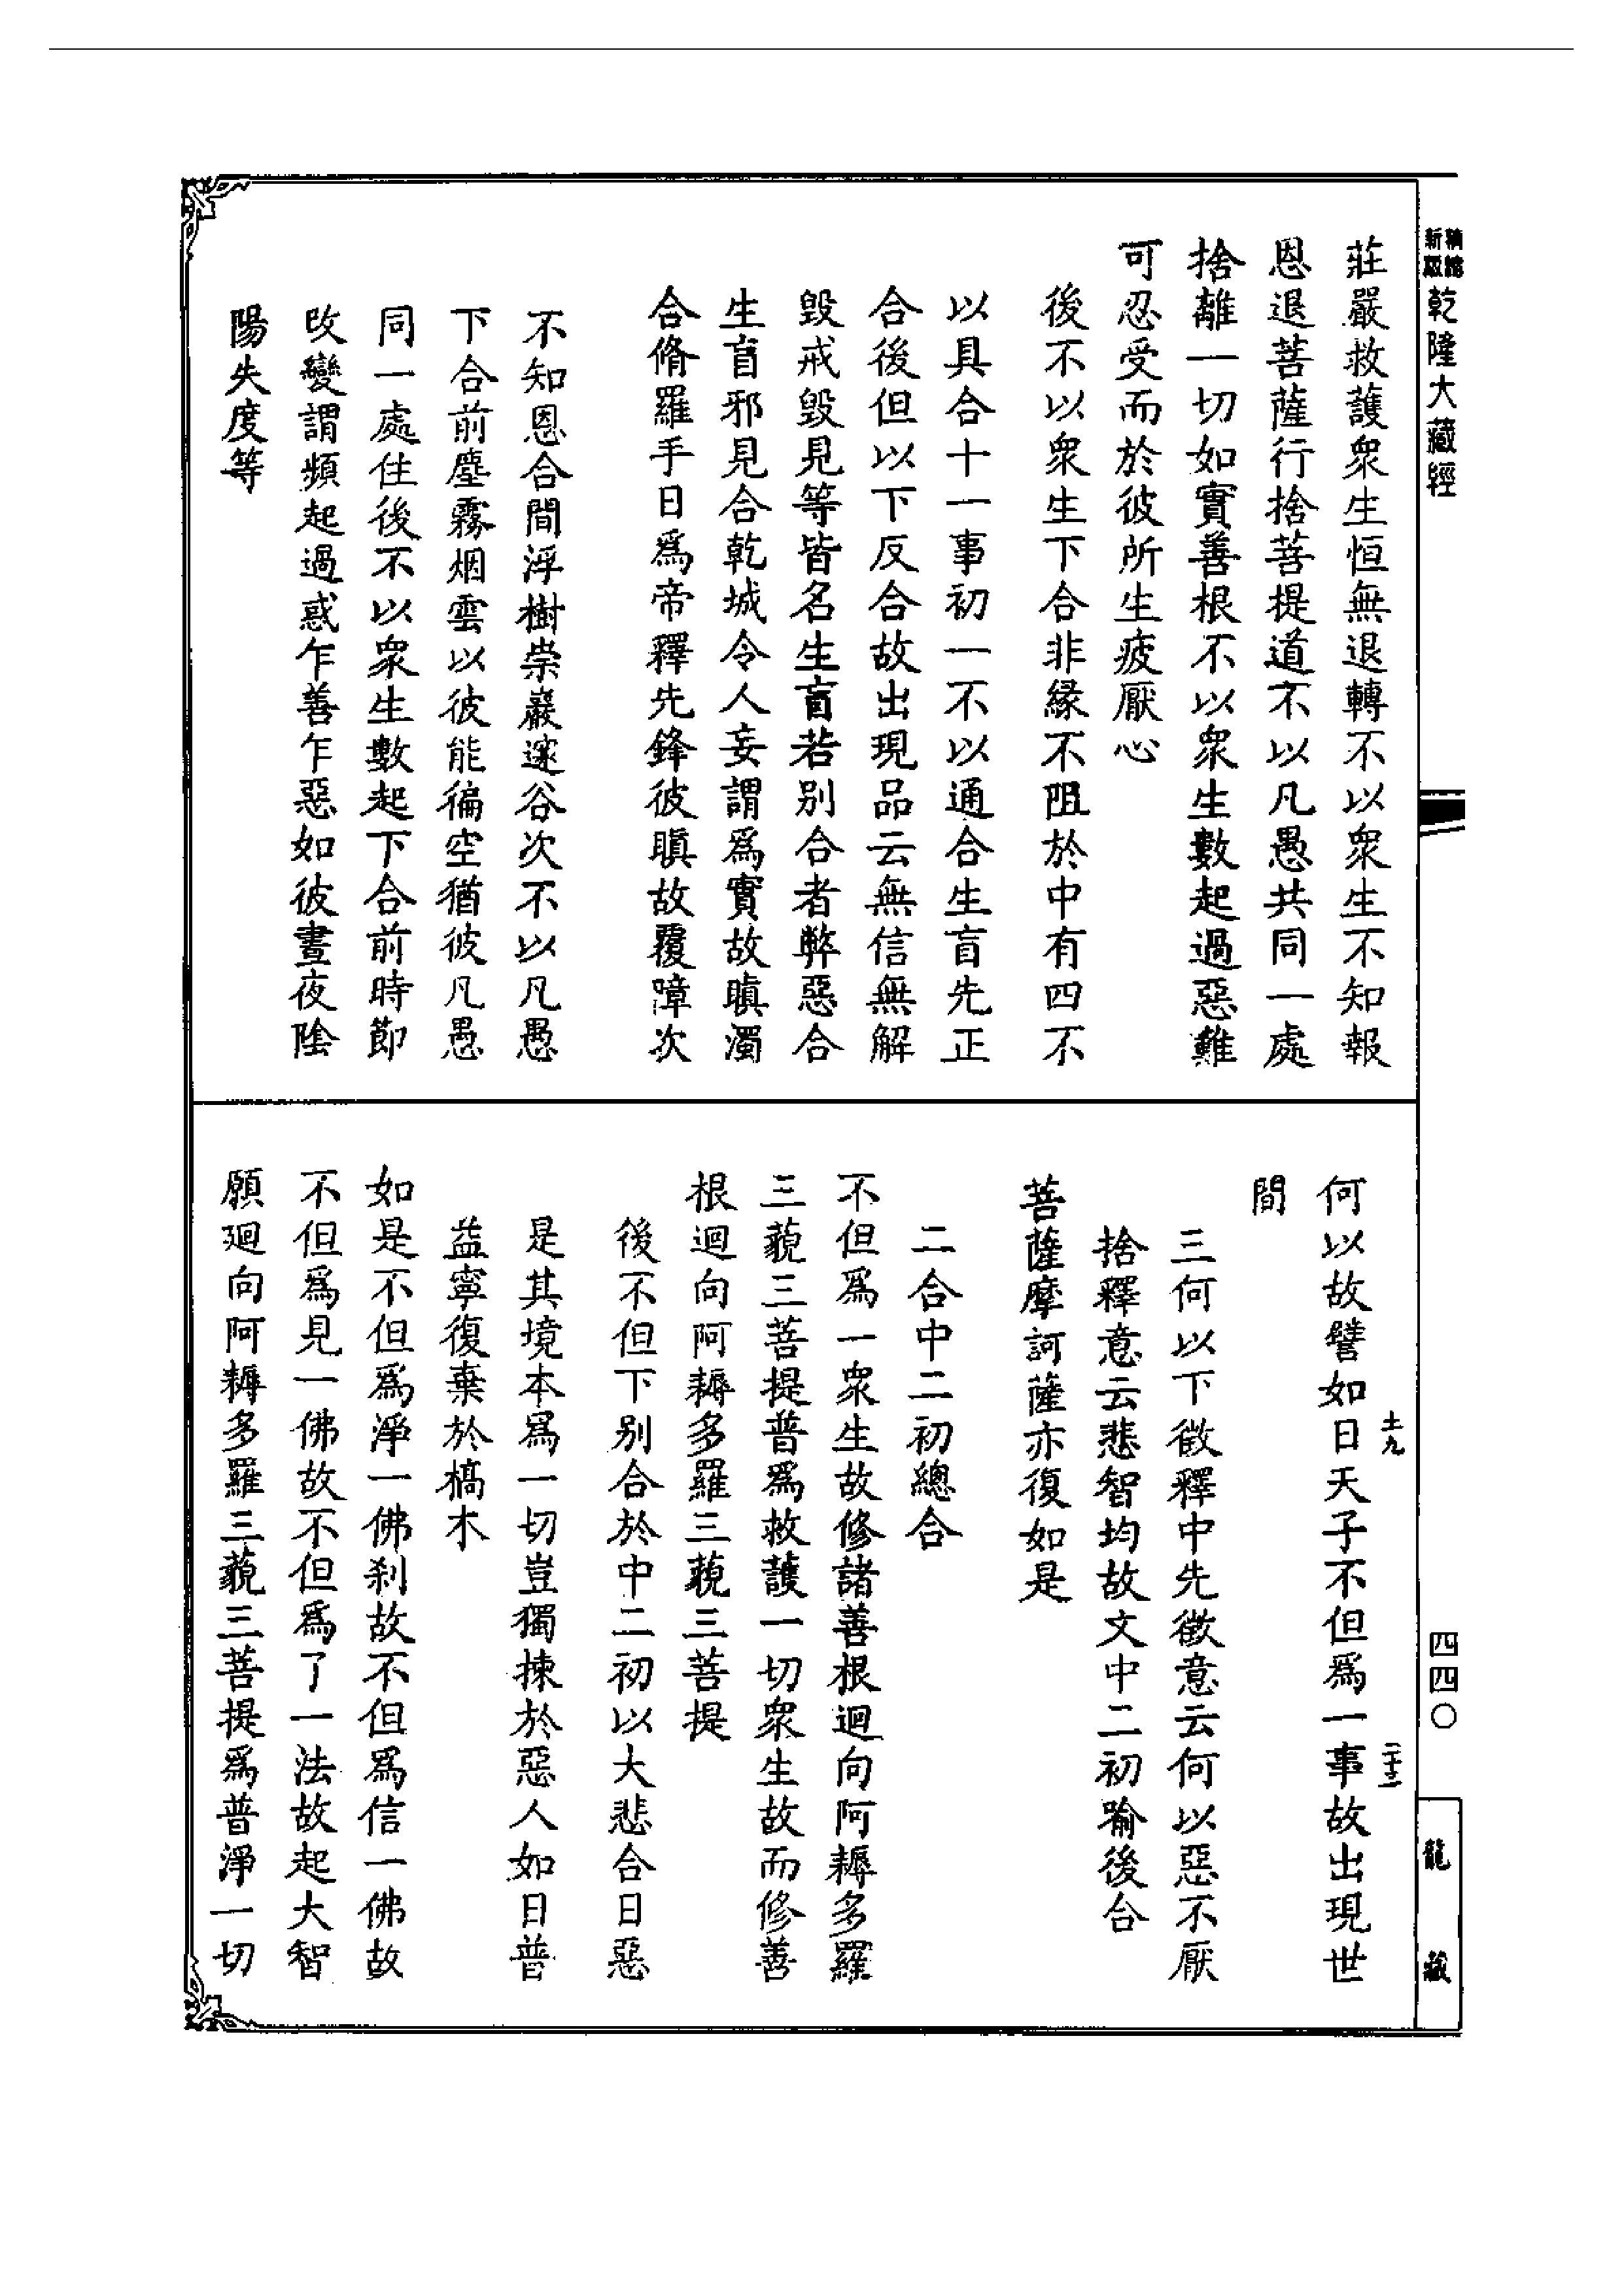 新版
精縮
乾隆大藏經
四四〇
龍藏
莊嚴救護衆生恒無退轉不以衆生不知報
恩退菩薩行捨菩提道不以凡愚共同一處
捨離一切如實善根不以衆生數起過惡難
可忍受而於彼所生疲厭心
後不以衆生下合非緣不阻於中有四不
以具合十一事初一不以通合生盲先正
合後但以下反合故出現品云無信無解
毀戒毀見等皆名生盲若別合者弊惡合
生盲邪見合乾城令人妄謂爲實故瞋濁
合脩羅手日爲帝釋先鋒彼瞋故覆障次
不知恩合間浮樹崇巖邃谷次不以凡愚
下合前塵霧烟雲以彼能徧空猶彼凡愚
同一處住後不以衆生數起下合前時節
改變謂頻起過惑乍善乍惡如彼晝夜陰
陽失度等
何以故譬如日天子不但爲一事故出現世
間
三何以下徵釋中先徵意云何以惡不厭
捨釋意云悲智均故文中二初喻後合
菩薩摩訶薩亦復如是
二合中二初總合
不但爲一衆生故修諸善根迴向阿耨多羅
三藐三菩提普爲救護一切衆生故而修善
根迴向阿耨多羅三藐三菩提
後不但下別合於中二初以大悲合日惡
是其境本爲一切豈獨揀於惡人如日普
益寧復棄於槁木
如是不但爲淨一佛刹故不但爲信一佛故
不但爲見一佛故不但爲了一法故起大智
願迴向阿耨多羅三藐三菩提爲普淨一切